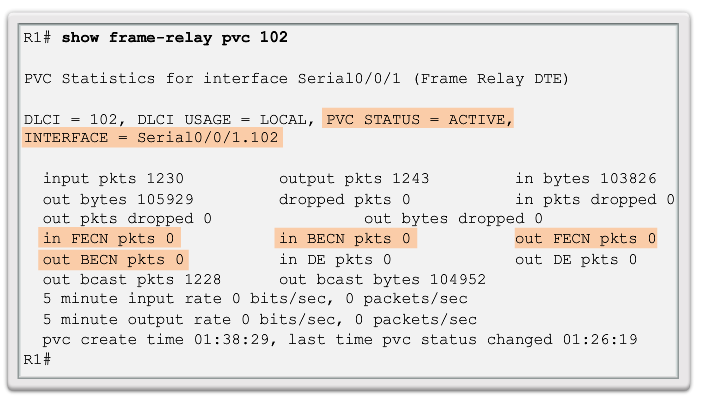 R1# show frame-relay pvc 102
PVC Statistics for interface Serial0/0/1 (Frame Relay DTE)
DLCI = 102, DLCI USAGE = LOCAL, PVC STATUS = ACTIVE,
INTERFACE = Serial0/0/1.102
input pkts 1230 output pkts 1243 in bytes 103826
out bytes 105929 dropped pkts 0 in pkts dropped 0
out pkts dropped 0 out bytes dropped 0
in FECN pkts 0 in BECN pkts 0 out FECN pkts 0
out BECN pkts 0 in DE pkts 0 out DE pkts 0
out bcast pkts 1228 out bcast bytes 104952
5 minute input rate 0 bits/sec, 0 packets/sec
5 minute output rate 0 bits/sec, 0 packets/sec
pvc create time 01:38:29, last time pvc status changed 01:26:19
R1#